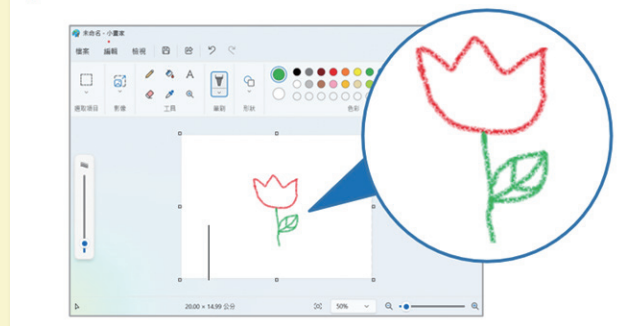 未命名 - 小畫家
檔案 編輯 檢視
選取項目 影像 工具 筆刷 形狀 色彩
20.00 × 14.99 公分 50%